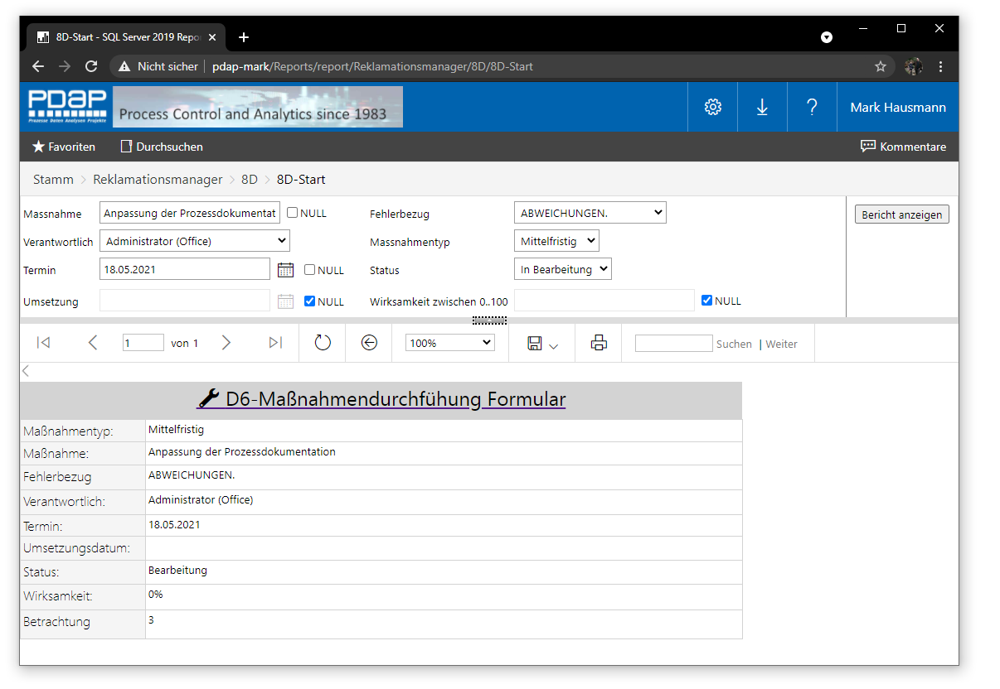 8D-Start - SQL Server 2019 Repo
Nicht sicher | pdap-mark/Reports/report/Reklamationsmanager/8D/8D-Start
PDAP
Prozesse Daten Analysen Projekte
Process Control and Analytics since 1983
? Mark Hausmann
Favoriten Durchsuchen Kommentare
Stamm > Reklamationsmanager > 8D > 8D-Start
Massnahme Anpassung der Prozessdokumentat NULL Fehlerbezug ABWEICHUNGEN. Bericht anzeigen
Verantwortlich Administrator (Office) Massnahmentyp Mittelfristig
Termin 18.05.2021 NULL Status In Bearbeitung
Umsetzung NULL Wirksamkeit zwischen 0..100 NULL
1 von 1 100% Suchen | Weiter
D6-Maßnahmendurchfühung Formular
Maßnahmentyp: Mittelfristig
Maßnahme: Anpassung der Prozessdokumentation
Fehlerbezug ABWEICHUNGEN.
Verantwortlich: Administrator (Office)
Termin: 18.05.2021
Umsetzungsdatum:
Status: Bearbeitung
Wirksamkeit: 0%
Betrachtung 3